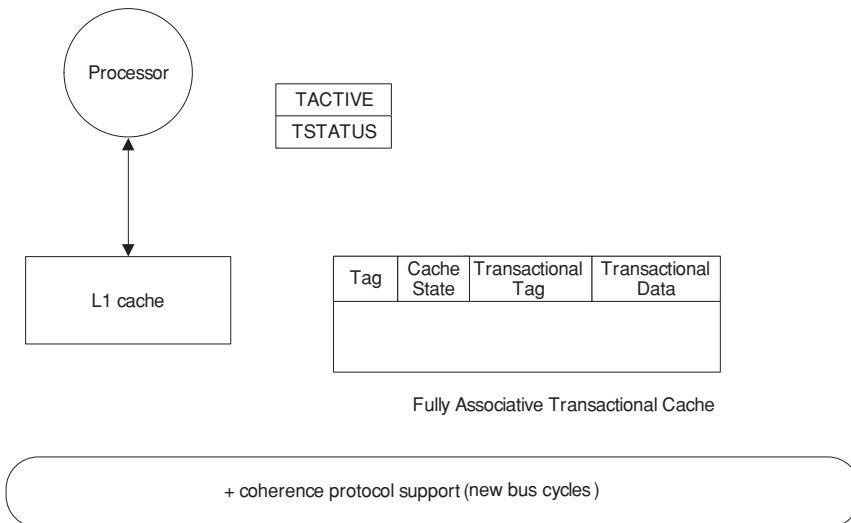 Processor
TACTIVE
TSTATUS
L1 cache
Tag
Cache
State
Transactional
Tag
Transactional
Data
Fully Associative Transactional Cache
+ coherence protocol support (new bus cycles)